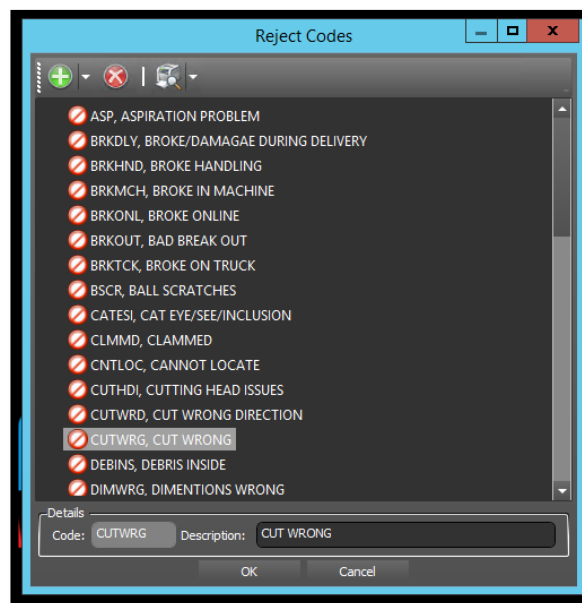 Reject Codes
ASP, ASPIRATION PROBLEM
BRKDLY, BROKE/DAMAGAE DURING DELIVERY
BRKHND, BROKE HANDLING
BRKMCH, BROKE IN MACHINE
BRKONL, BROKE ONLINE
BRKOUT, BAD BREAK OUT
BRKTCK, BROKE ON TRUCK
BSCR, BALL SCRATCHES
CATESI, CAT EYE/SEE/INCLUSION
CLMMD, CLAMMED
CNTLOC, CANNOT LOCATE
CUTHDI, CUTTING HEAD ISSUES
CUTWRD, CUT WRONG DIRECTION
CUTWRG, CUT WRONG
DEBINS, DEBRIS INSIDE
DIMWRG, DIMENTIONS WRONG
Details
Code: CUTWRG Description: CUT WRONG
OK Cancel